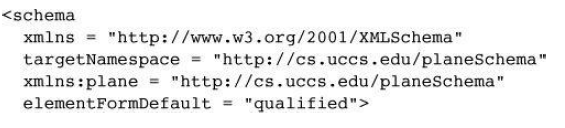 <schema
xmlns = "http://www.w3.org/2001/XMLSchema"
targetNamespace = "http://cs.uccs.edu/planeSchema"
xmlns:plane = "http://cs.uccs.edu/planeSchema"
elementFormDefault = "qualified">